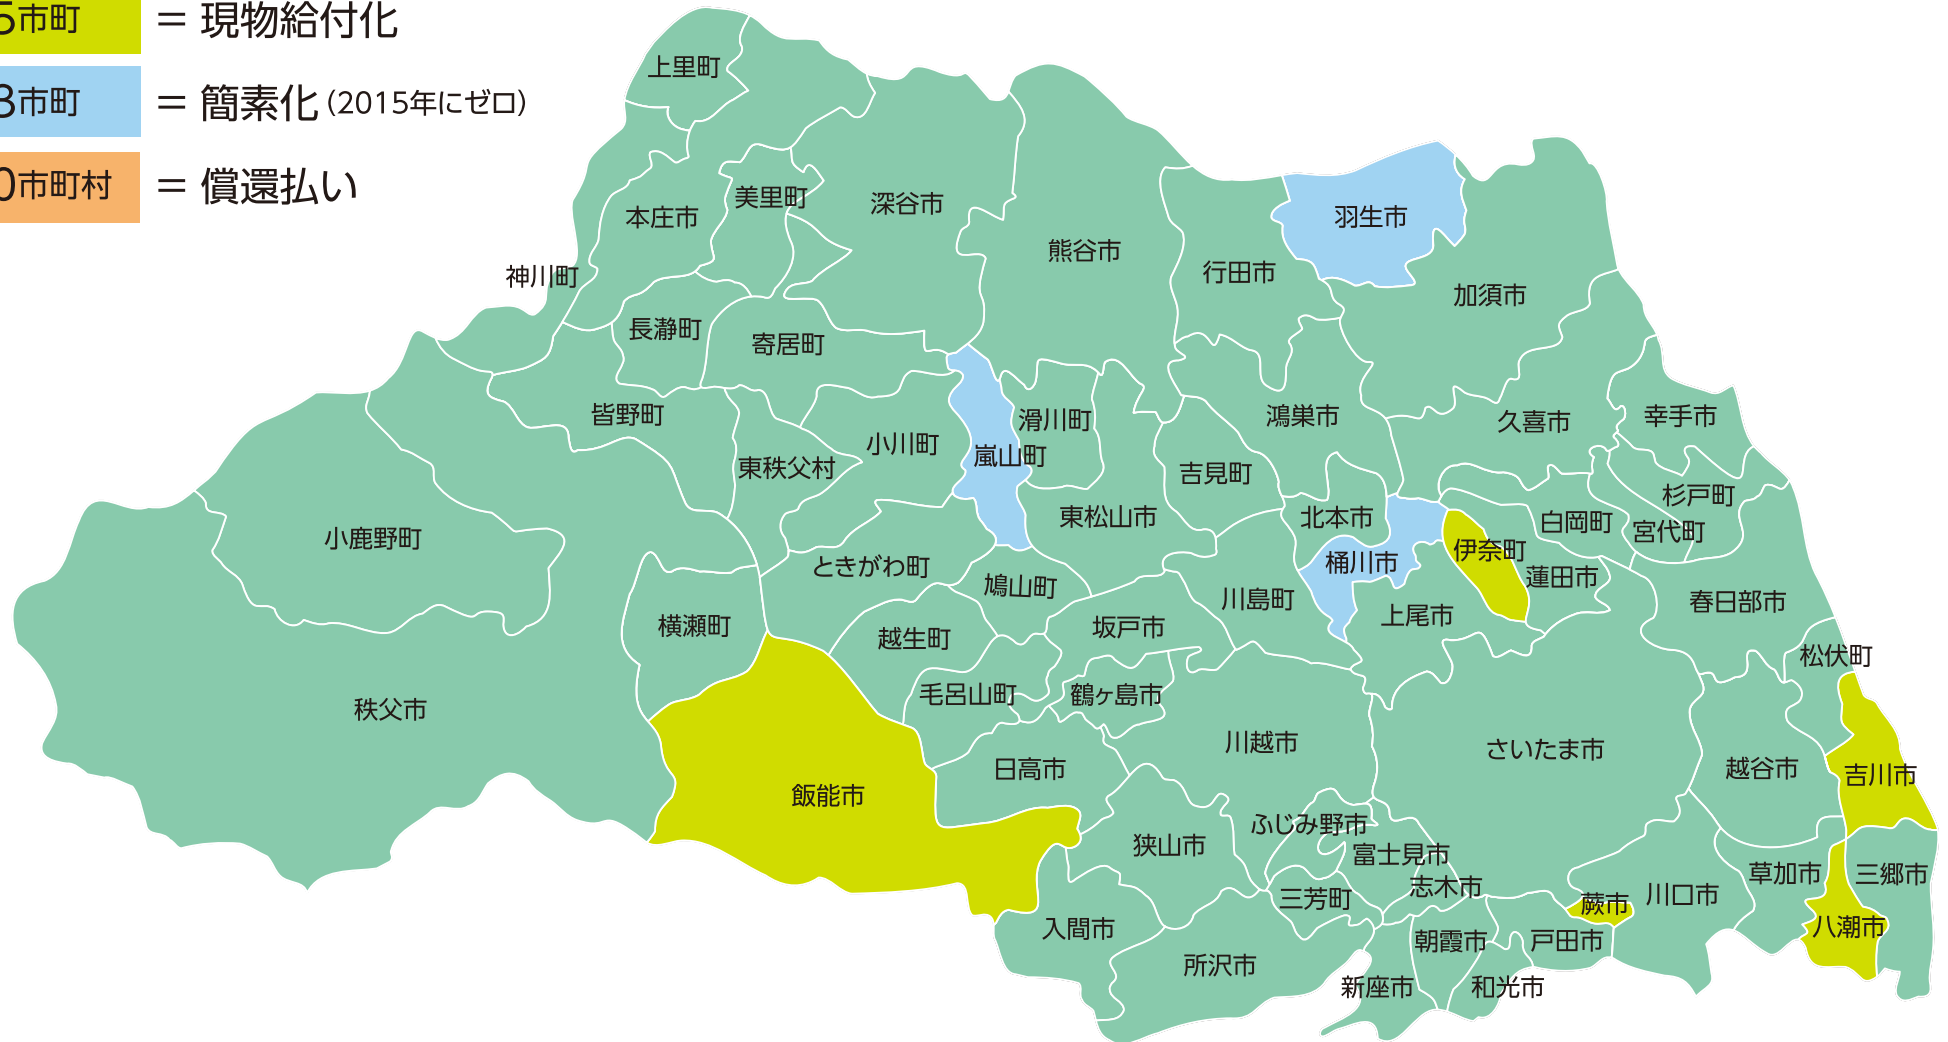 5市町 ＝ 現物給付化
3市町 ＝ 簡素化（2015年にゼロ）
0市町村 ＝ 償還払い
上里町
美里町
本庄市
深谷市
羽生市
熊谷市
神川町
行田市
加須市
長瀞町
寄居町
皆野町
滑川町
鴻巣市
久喜市
幸手市
小川町
嵐山町
東秩父村
吉見町
杉戸町
小鹿野町
東松山市
北本市
白岡町
宮代町
ときがわ町
鳩山町
桶川市
伊奈町
蓮田市
川島町
春日部市
横瀬町
越生町
坂戸市
上尾市
松伏町
秩父市
毛呂山町
鶴ヶ島市
川越市
さいたま市
日高市
越谷市
吉川市
飯能市
ふじみ野市
狭山市
富士見市
志木市
草加市
三郷市
三芳町
蕨市
川口市
入間市
朝霞市
戸田市
八潮市
所沢市
新座市
和光市